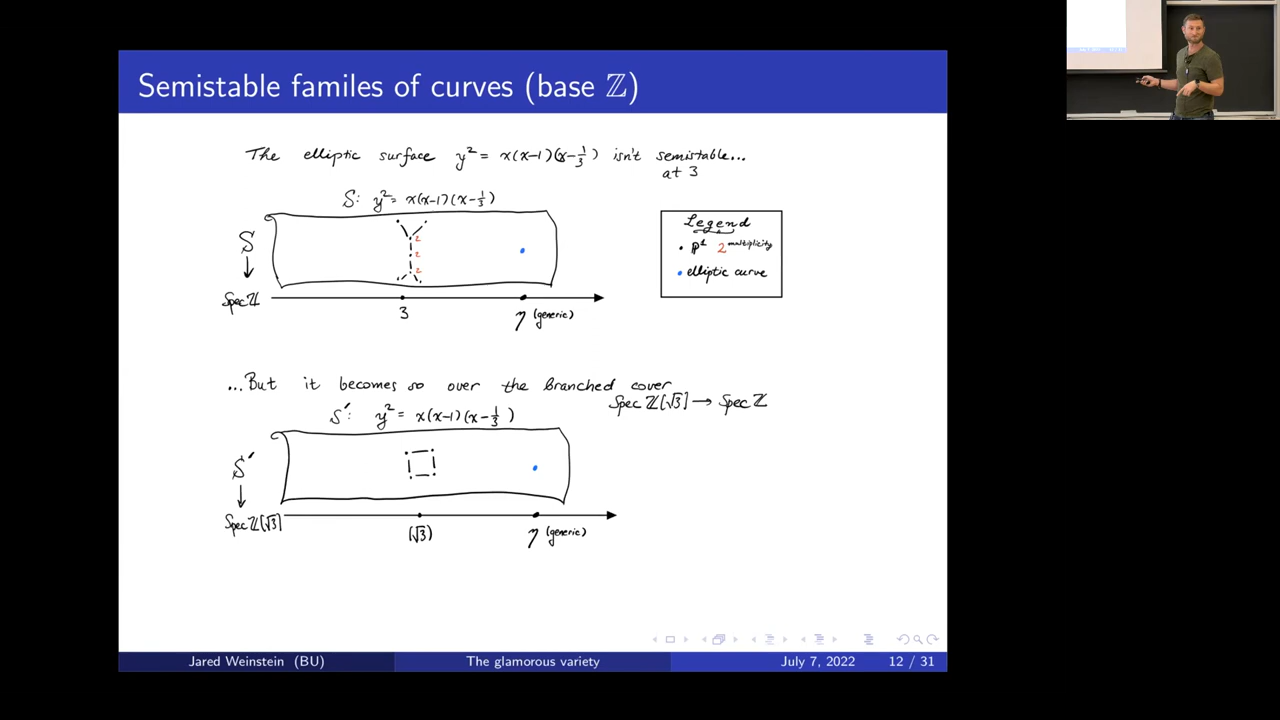 Semistable familes of curves (base ℤ)
The elliptic surface y² = x(x-1)(x-1/3) isn't semistable...
at 3
S: y² = x(x-1)(x-1/3)
Legend
• P¹ 2 multiplicity
• elliptic curve
S
↓
Spec ℤ
2
2
2
3
η (generic)
...But it becomes so over the branched cover
Spec ℤ[√3] → Spec ℤ
S′: y² = x(x-1)(x-1/3)
S′
↓
Spec ℤ[√3]
(√3)
η (generic)
Jared Weinstein (BU)
The glamorous variety
July 7, 2022
12 / 31